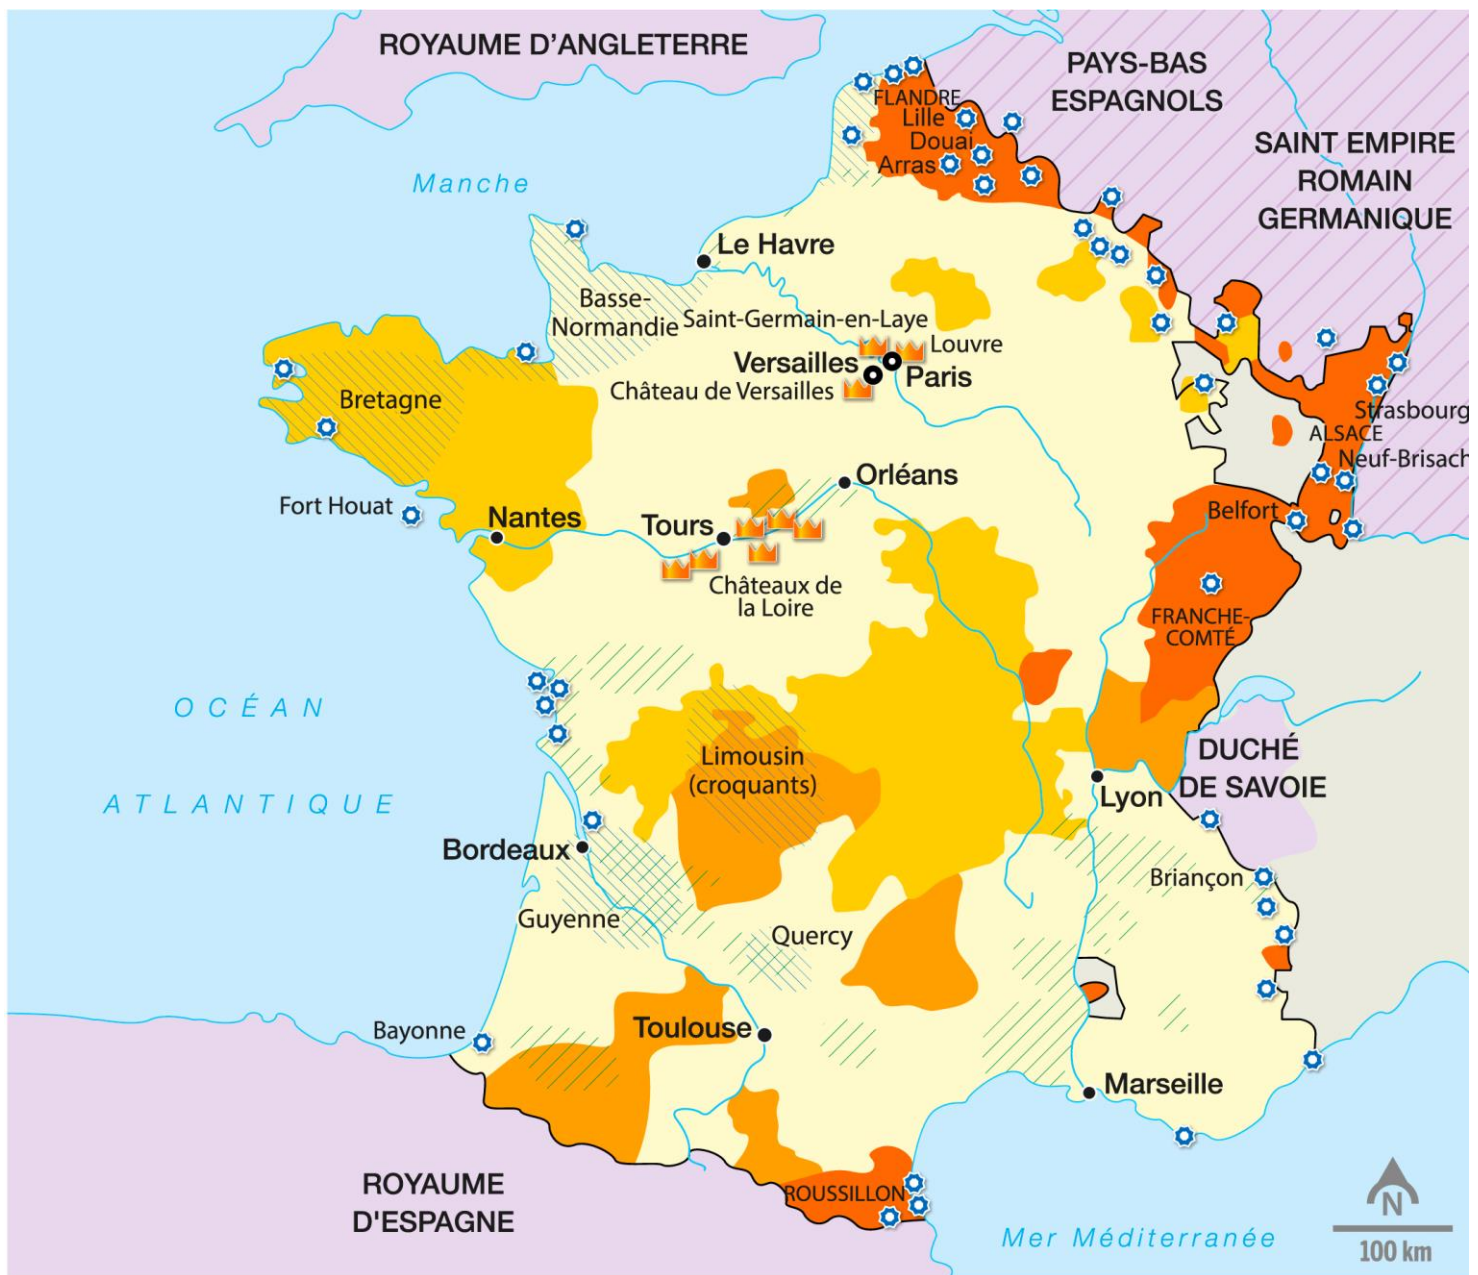 ROYAUME D'ANGLETERRE
PAYS-BAS
ESPAGNOLS
FLANDRE
Lille
Douai
Arras
SAINT EMPIRE
ROMAIN
GERMANIQUE
Manche
Le Havre
Basse-
Normandie
Saint-Germain-en-Laye
Louvre
Versailles
Paris
Château de Versailles
Bretagne
Strasbourg
ALSACE
Neuf-Brisach
Orléans
Fort Houat
Nantes
Tours
Belfort
Châteaux de
la Loire
FRANCHE-
COMTÉ
OCÉAN
ATLANTIQUE
Limousin
(croquants)
DUCHÉ
DE SAVOIE
Lyon
Bordeaux
Briançon
Guyenne
Quercy
Bayonne
Toulouse
Marseille
ROYAUME
D'ESPAGNE
ROUSSILLON
Mer Méditerranée
N
100 km